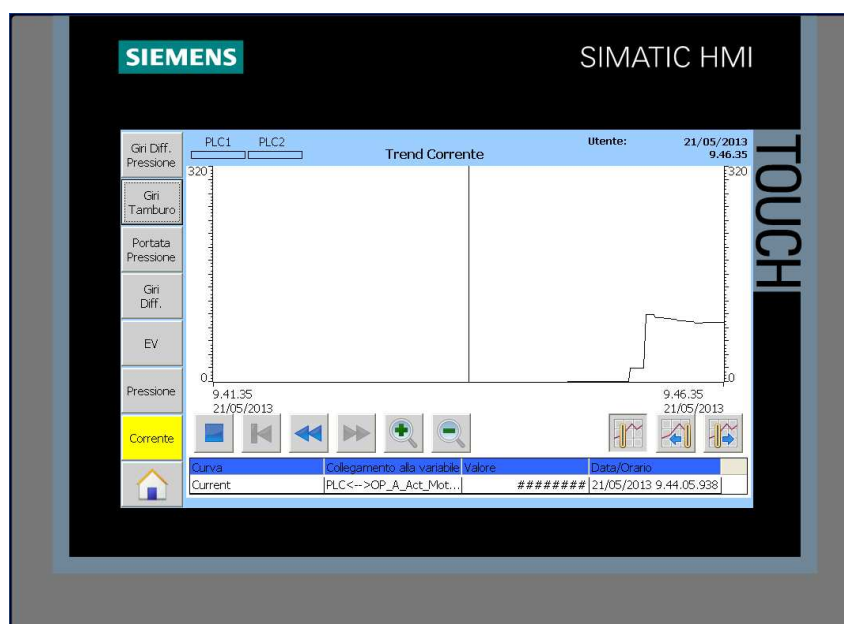 SIEMENS
SIMATIC HMI
TOUCH
Giri Diff.
Pressione
Giri
Tamburo
Portata
Pressione
Giri
Diff.
EV
Pressione
Corrente
PLC1 PLC2
Trend Corrente
Utente:
21/05/2013
9.46.35
320
320
0
0
9.41.35
21/05/2013
9.46.35
21/05/2013
Curva Collegamento alla variabile Valore Data/Orario
Current PLC<-->OP_A_Act_Mot... ######## 21/05/2013 9.44.05.938